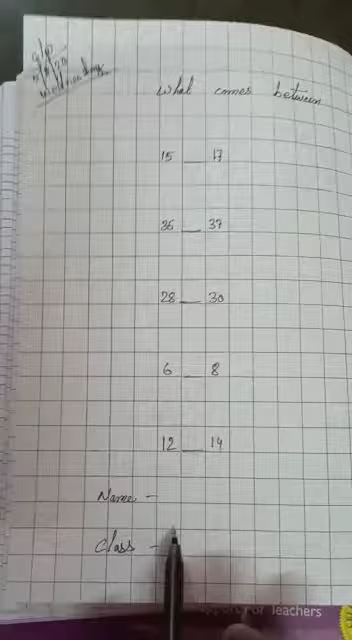 What comes between
15 __ 17
35 __ 37
28 __ 30
6 __ 8
12 __ 14
Name -
Class -
for Teachers